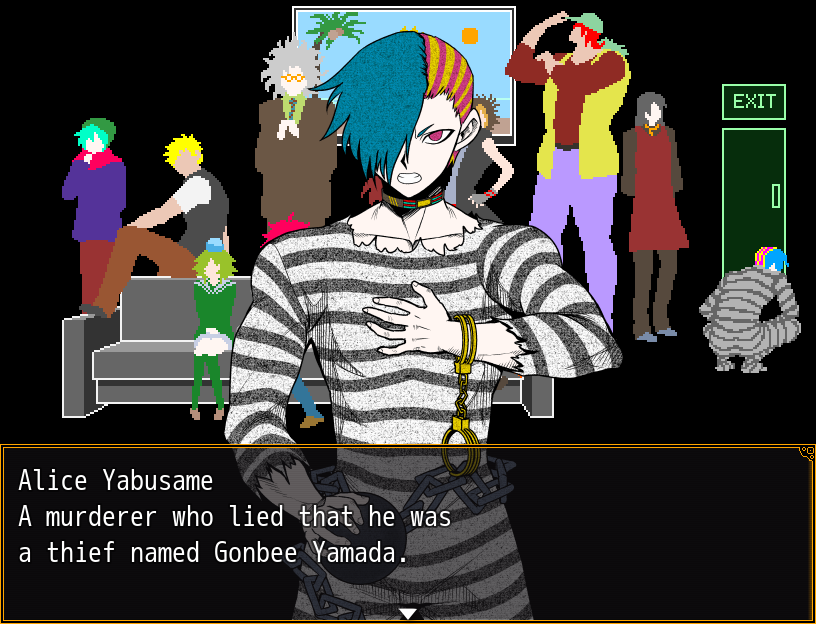 EXIT
Alice Yabusame
A murderer who lied that he was
a thief named Gonbee Yamada.